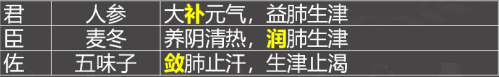 君 人参 大补元气，益肺生津
臣 麦冬 养阴清热，润肺生津
佐 五味子 敛肺止汗，生津止渴